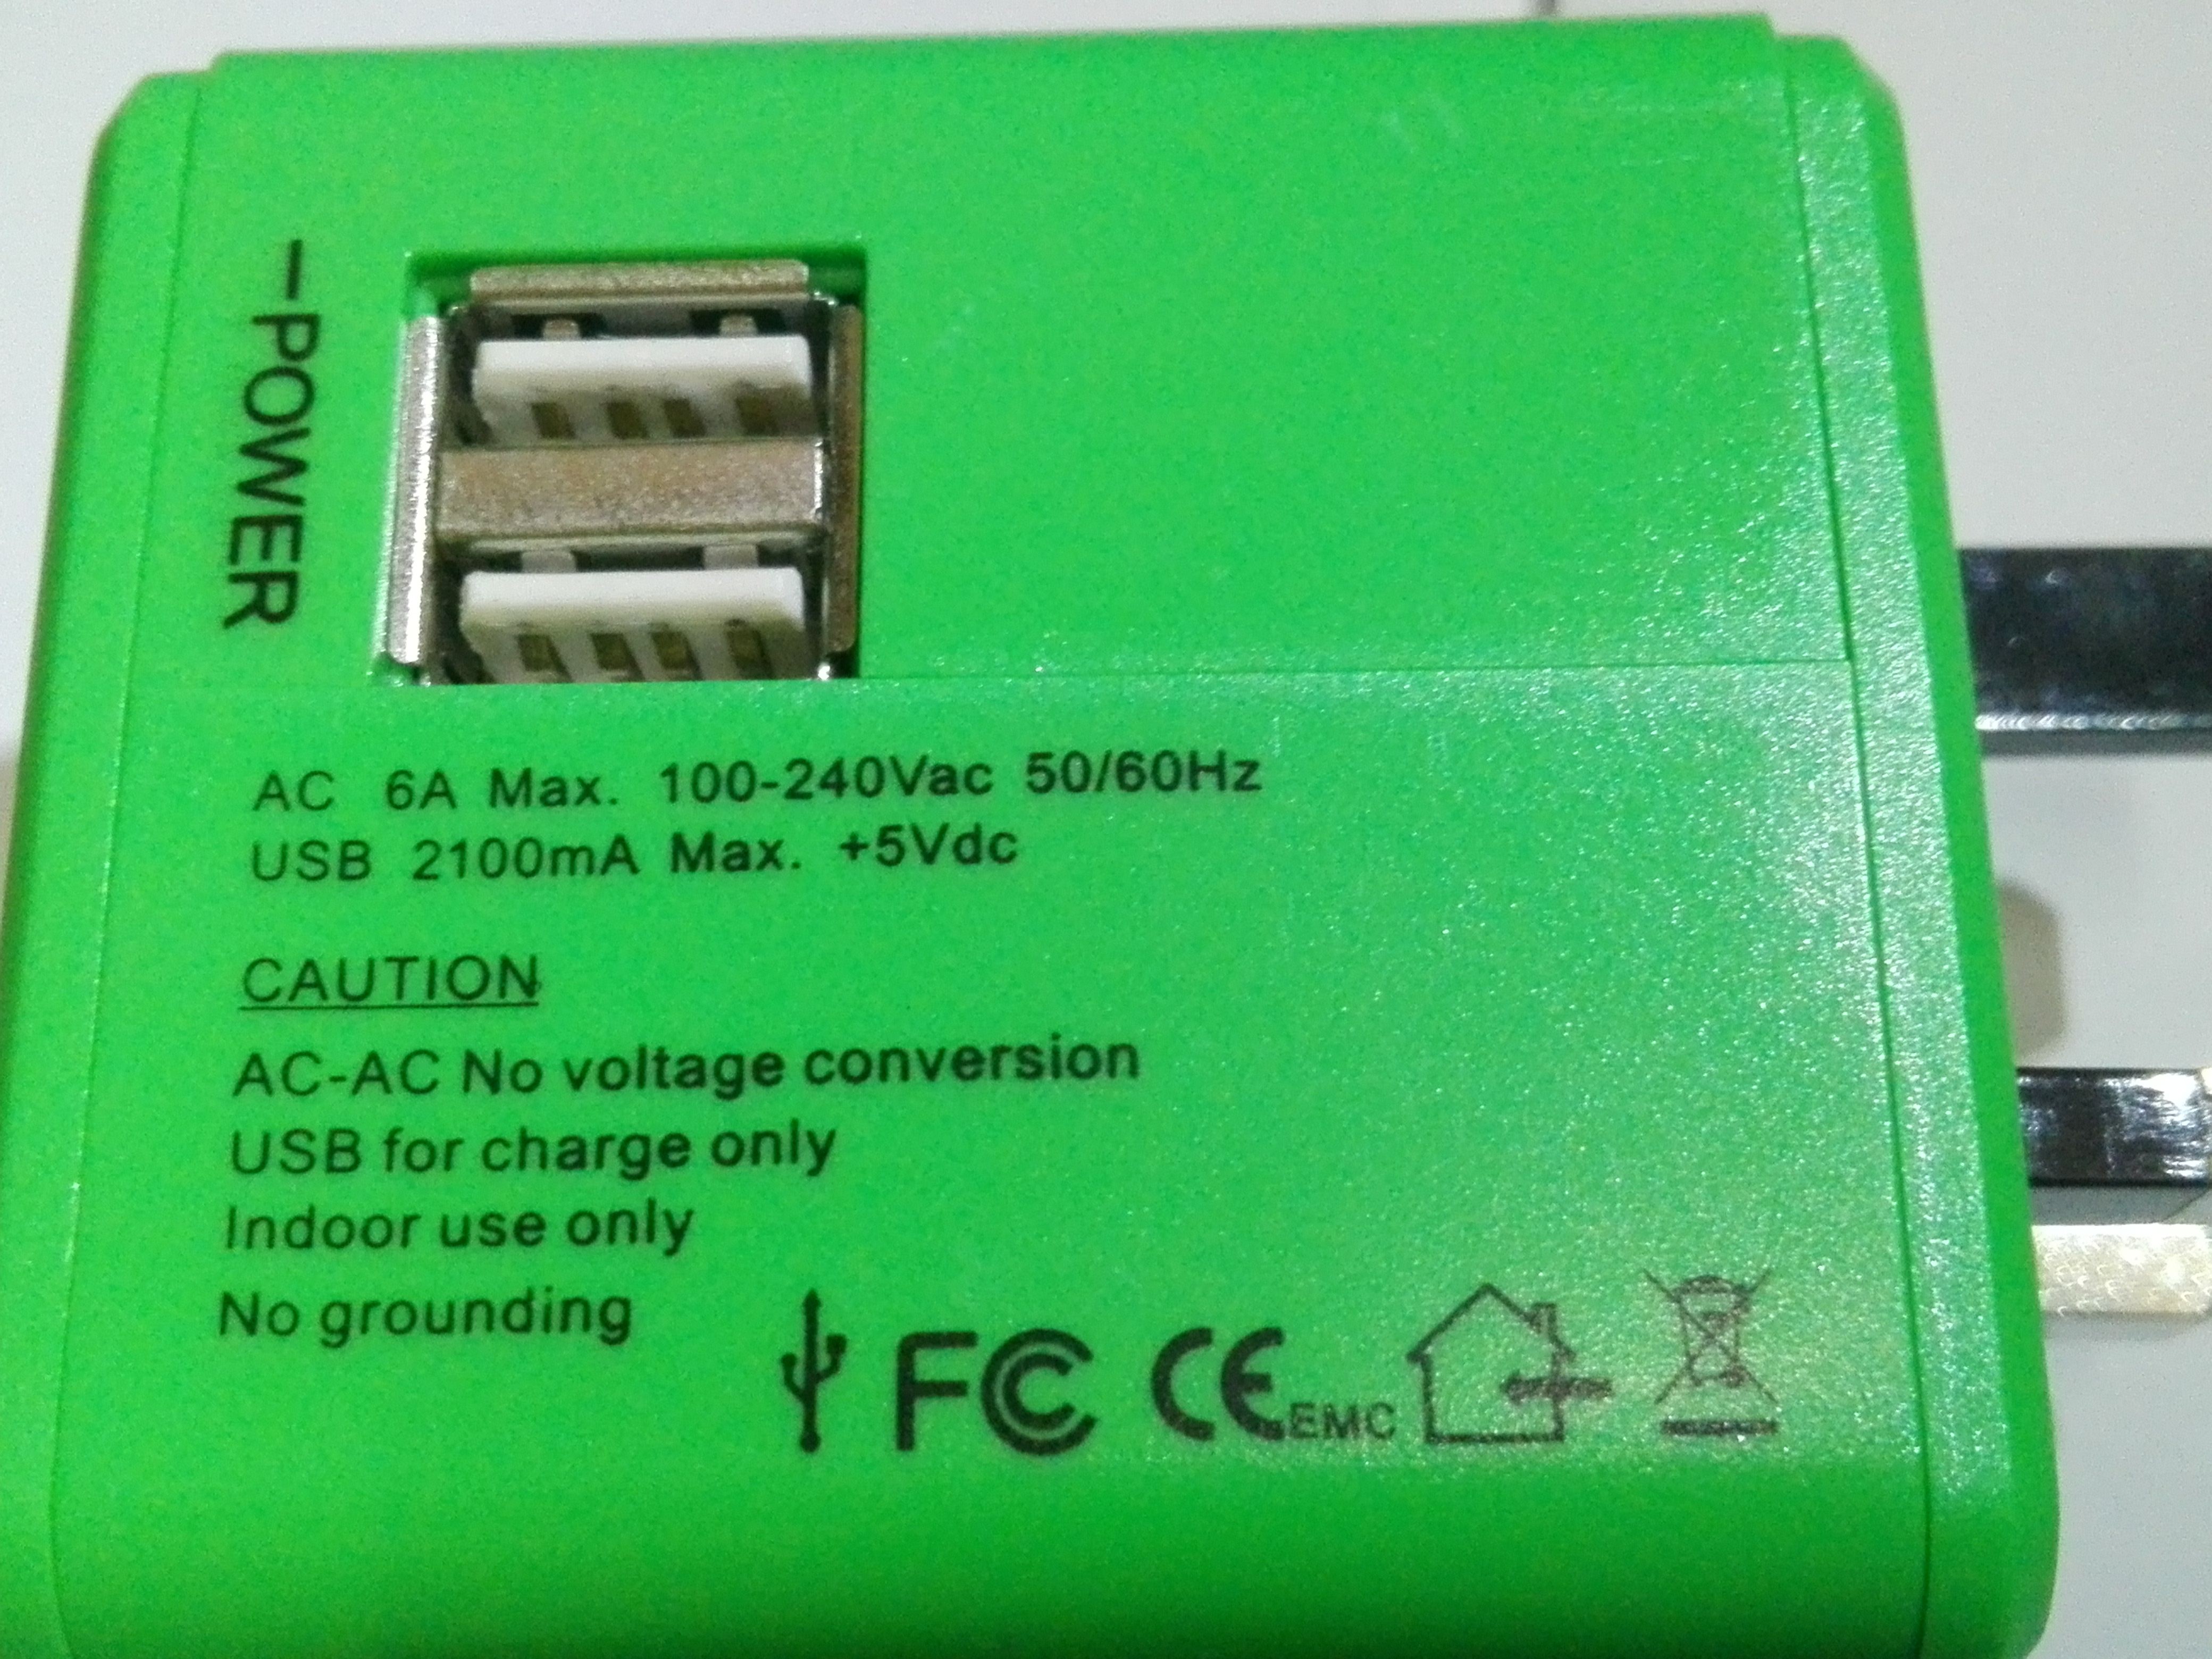 POWER
AC 6A Max. 100-240Vac 50/60Hz
USB 2100mA Max. +5Vdc
CAUTION
AC-AC No voltage conversion
USB for charge only
Indoor use only
No grounding
FC CE EMC